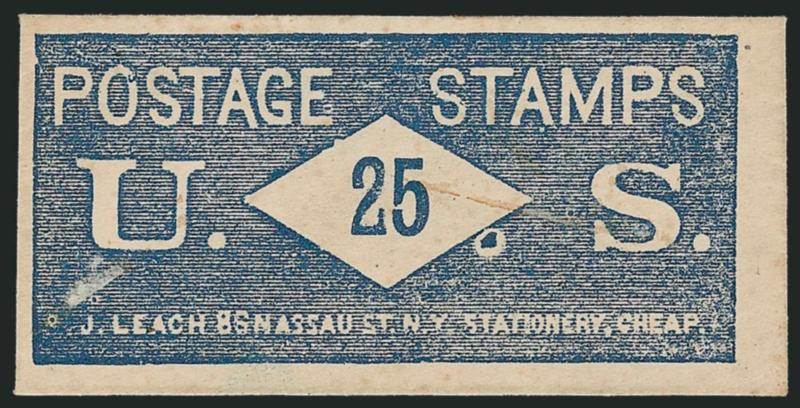 POSTAGE STAMPS
U. 25 . S.
J. LEACH 86 NASSAU ST. N.Y. STATIONERY, CHEAP.